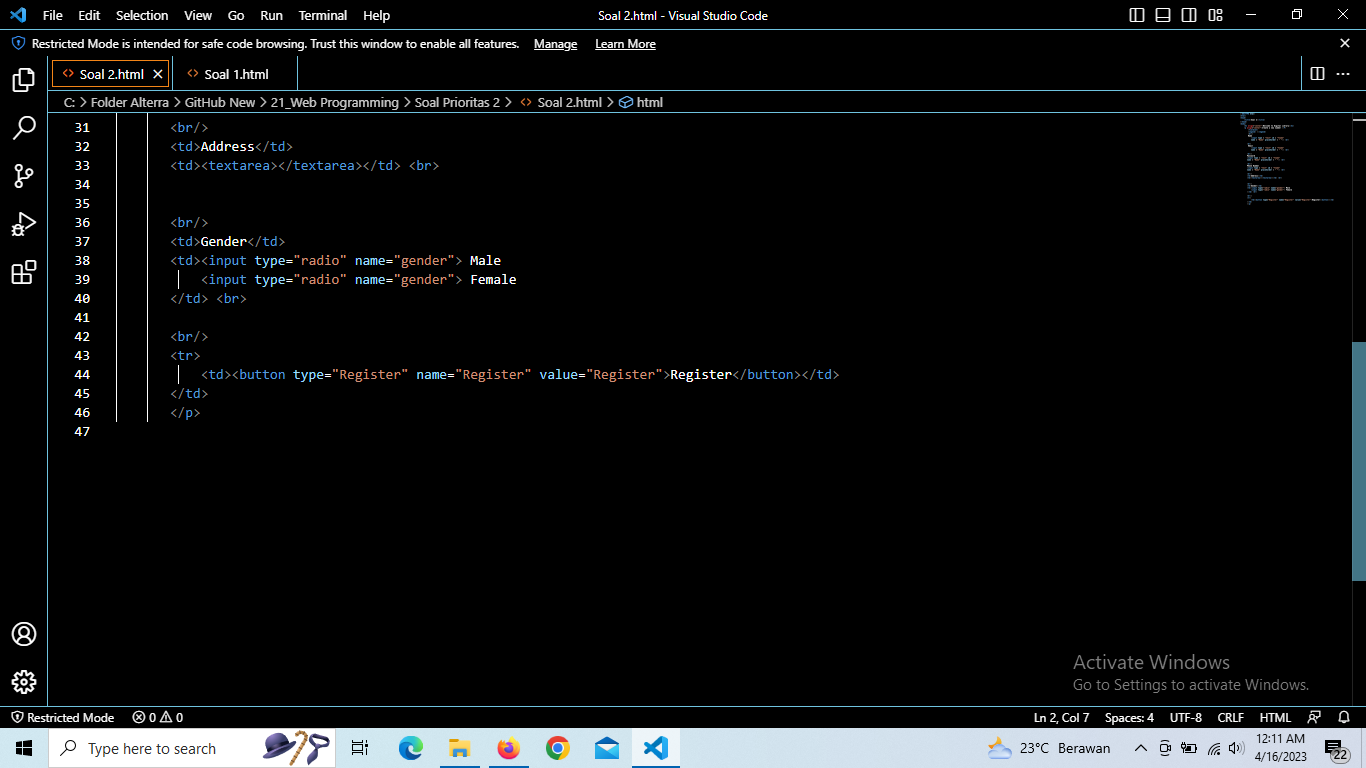 File Edit Selection View Go Run Terminal Help Soal 2.html - Visual Studio Code
Restricted Mode is intended for safe code browsing. Trust this window to enable all features. Manage Learn More
Soal 2.html Soal 1.html
C: > Folder Alterra > GitHub New > 21_Web Programming > Soal Prioritas 2 > Soal 2.html > html
31 <br/>
32 <td>Address</td>
33 <td><textarea></textarea></td> <br>
34
35
36 <br/>
37 <td>Gender</td>
38 <td><input type="radio" name="gender"> Male
39 <input type="radio" name="gender"> Female
40 </td> <br>
41
42 <br/>
43 <tr>
44 <td><button type="Register" name="Register" value="Register">Register</button></td>
45 </td>
46 </p>
47
Activate Windows
Go to Settings to activate Windows.
Restricted Mode 0 0 Ln 2, Col 7 Spaces: 4 UTF-8 CRLF HTML
Type here to search 23°C Berawan 12:11 AM
4/16/2023 22